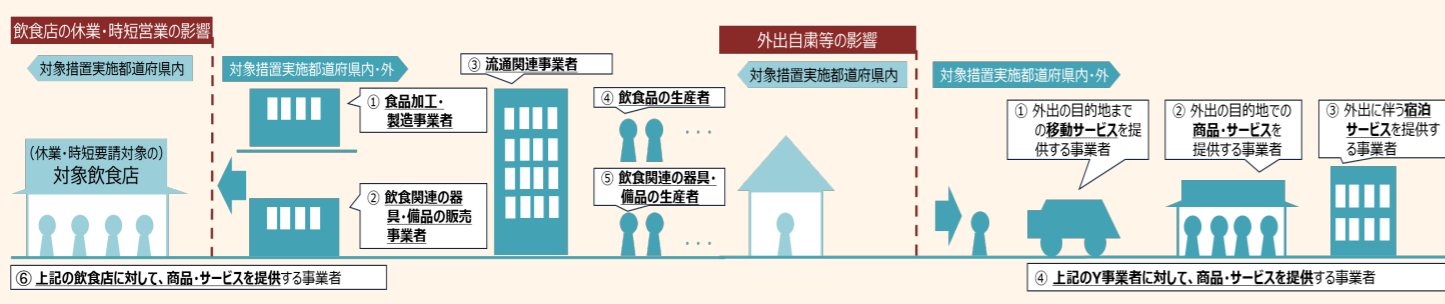 飲食店の休業・時短営業の影響
対象措置実施都道府県内
対象措置実施都道府県内・外
(休業・時短要請対象の)
対象飲食店
① 食品加工・
製造事業者
② 飲食関連の器
具・備品の販売
事業者
③ 流通関連事業者
④ 飲食品の生産者
・・・
⑤ 飲食関連の器具・
備品の生産者
・・・
⑥ 上記の飲食店に対して、商品・サービスを提供する事業者
外出自粛等の影響
対象措置実施都道府県内
対象措置実施都道府県内・外
① 外出の目的地まで
の移動サービスを提
供する事業者
② 外出の目的地での
商品・サービスを
提供する事業者
③ 外出に伴う宿泊
サービスを提供す
る事業者
④ 上記のY事業者に対して、商品・サービスを提供する事業者